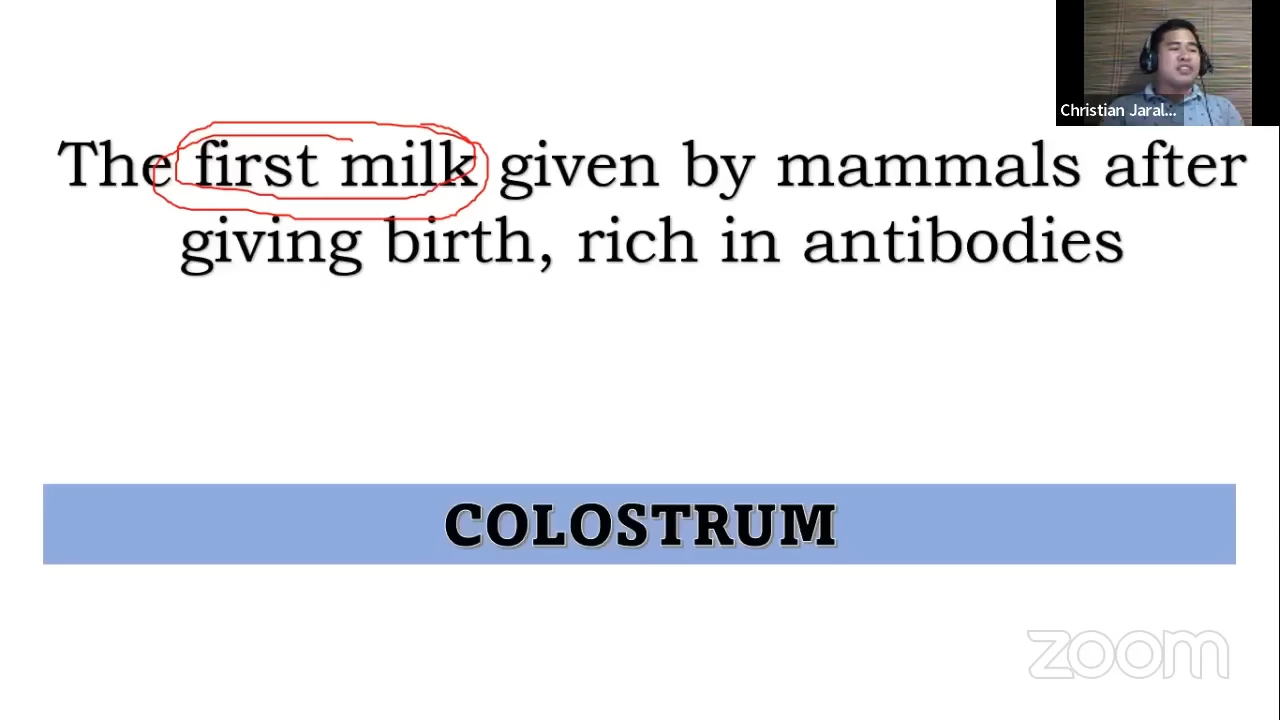 Christian Jaral...
The first milk given by mammals after
giving birth, rich in antibodies
COLOSTRUM
zoom